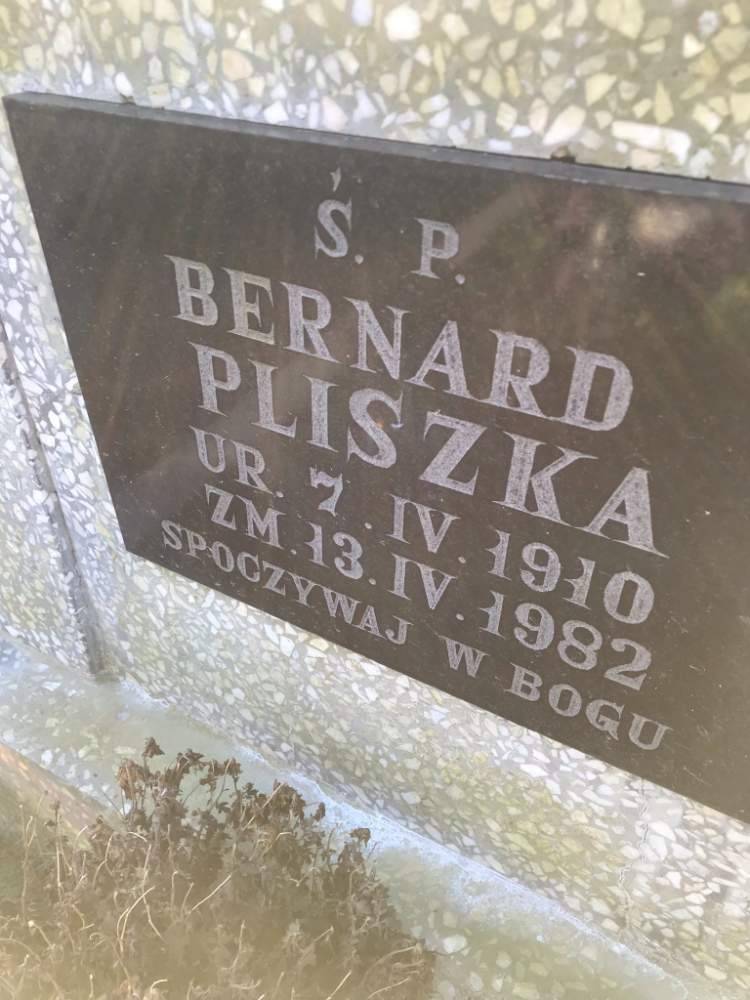 Ś. P.
BERNARD
PLISZKA
UR. 7. IV. 1910
ZM. 13. IV. 1982
SPOCZYWAJ W BOGU